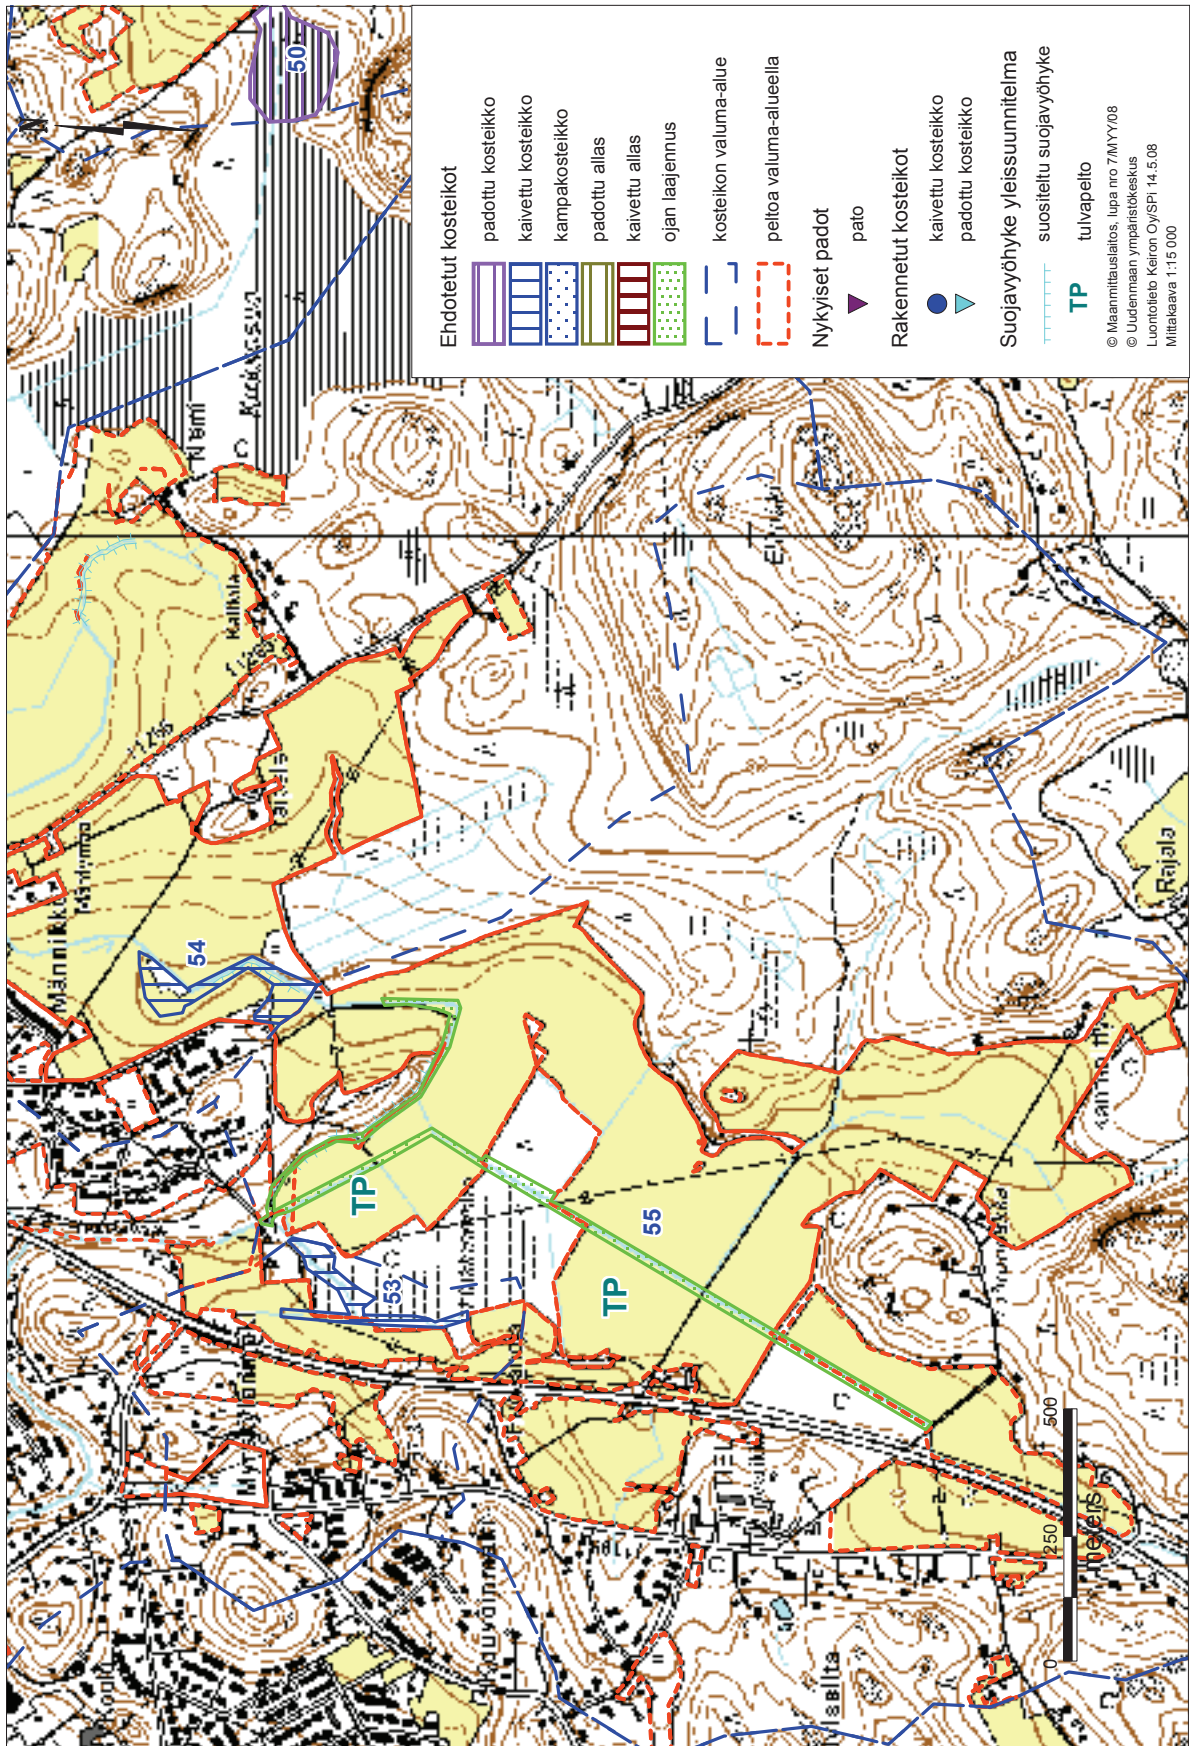 Ehdotetut kosteikot
padottu kosteikko
kaivettu kosteikko
kampakosteikko
padottu allas
kaivettu allas
ojan laajennus
kosteikon valuma-alue
peltoa valuma-alueella
Nykyiset padot
pato
Rakennetut kosteikot
kaivettu kosteikko
padottu kosteikko
Suojavyöhyke yleissuunnitelma
suositeltu suojavyöhyke
TP tulvapelto
© Maanmittauslaitos, lupa nro 7/MYY/08
© Uudenmaan ympäristökeskus
Luontotieto Keiron Oy/SPi 14.5.08
Mittakaava 1:15 000
N
50
54
53
55
TP
TP
Niemi
Kallela
Rajala
0 250 500
meters